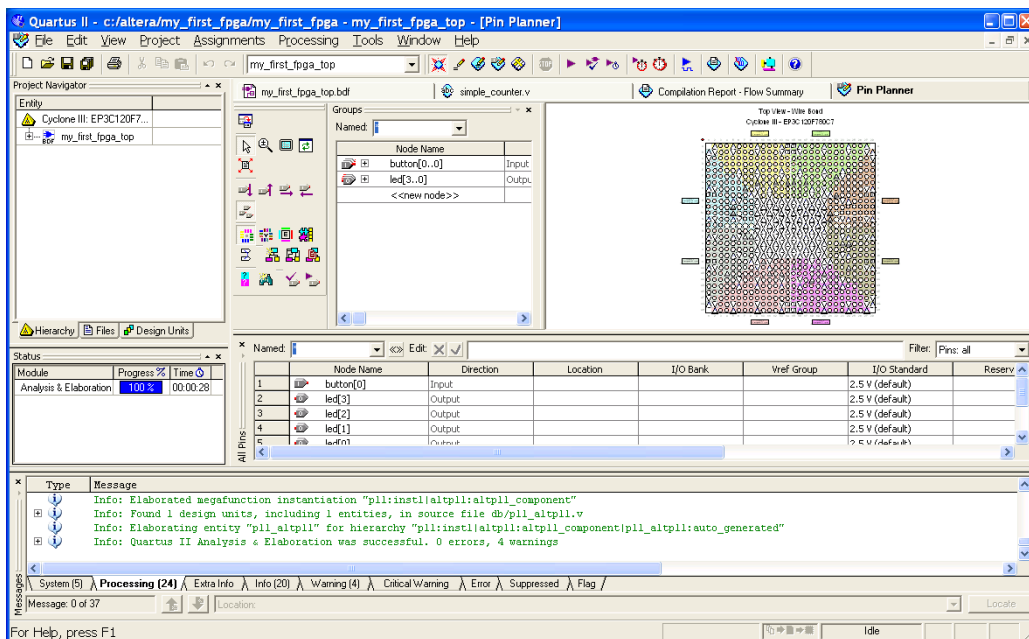 Quartus II - c:/altera/my_first_fpga/my_first_fpga - my_first_fpga_top - [Pin Planner]
File Edit View Project Assignments Processing Tools Window Help
my_first_fpga_top
Project Navigator
Entity
Cyclone III: EP3C120F7...
my_first_fpga_top
Hierarchy Files Design Units
my_first_fpga_top.bdf simple_counter.v Compilation Report - Flow Summary Pin Planner
Groups
Named: *
Node Name
button[0..0] Input
led[3..0] Outpu
<<new node>>
Top View - Wire Bond
Cyclone III - EP3C120F780C7
Status
Module Progress % Time
Analysis & Elaboration 100 % 00:00:28
Named: * Edit: Filter: Pins: all
Node Name Direction Location I/O Bank Vref Group I/O Standard Reserv
1 button[0] Input 2.5 V (default)
2 led[3] Output 2.5 V (default)
3 led[2] Output 2.5 V (default)
4 led[1] Output 2.5 V (default)
5 led[0] Output 2.5 V (default)
All Pins
Type Message
Info: Elaborated megafunction instantiation "pll:inst1|altpll:altpll_component"
Info: Found 1 design units, including 1 entities, in source file db/pll_altpll.v
Info: Elaborating entity "pll_altpll" for hierarchy "pll:inst1|altpll:altpll_component|pll_altpll:auto_generated"
Info: Quartus II Analysis & Elaboration was successful. 0 errors, 4 warnings
System (5) Processing (24) Extra Info Info (20) Warning (4) Critical Warning Error Suppressed Flag
Messages
Message: 0 of 37 Location: Locate
For Help, press F1 Idle